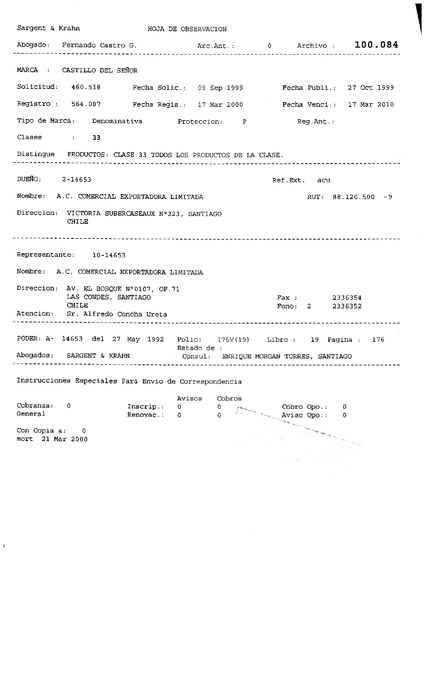 Sargent & Krahn HOJA DE OBSERVACION
Abogado: Fernando Castro G. Arc.Ant.: 0 Archivo : 100.084
MARCA : CASTILLO DEL SEÑOR
Solicitud: 460.518 Fecha Solic.: 09 Sep 1999 Fecha Publi.: 27 Oct 1999
Registro : 564.087 Fecha Regis.: 17 Mar 2000 Fecha Venci.: 17 Mar 2010
Tipo de Marca: Denominativa Proteccion: P Reg.Ant.:
Clases : 33
Distingue PRODUCTOS: CLASE 33 TODOS LOS PRODUCTOS DE LA CLASE.
DUEÑO: 2-14653 Ref.Ext. acu
Nombre: A.C. COMERCIAL EXPORTADORA LIMITADA RUT: 88.120.500 -9
Direccion: VICTORIA SUBERCASEAUX Nº323, SANTIAGO
CHILE
Representante: 10-14653
Nombre: A.C. COMERCIAL EXPORTADORA LIMITADA
Direccion: AV. EL BOSQUE Nº0107, OF.71
LAS CONDES, SANTIAGO Fax : 2336354
CHILE Fono: 2 2336352
Atencion: Sr. Alfredo Concha Ureta
PODER: A- 14653 del 27 May 1992 Folio: 176V(19) Libro : 19 Pagina : 176
Estado de :
Abogados: SARGENT & KRAHN Consul: ENRIQUE MORGAN TORRES, SANTIAGO
Instrucciones Especiales Para Envio de Correspondencia
Avisos Cobros
Cobranza: 0 Inscrip.: 0 0 Cobro Opo.: 0
General Renovac.: 0 0 Aviso Opo.: 0
Con Copia a: 0
mort 21 Mar 2000